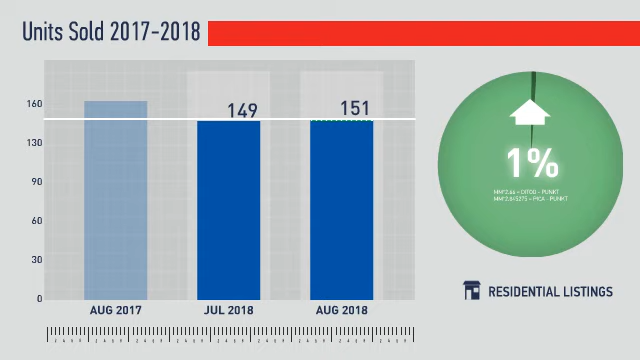 Units Sold 2017-2018
160
130
90
60
30
0
149
151
AUG 2017
JUL 2018
AUG 2018
1%
RESIDENTIAL LISTINGS